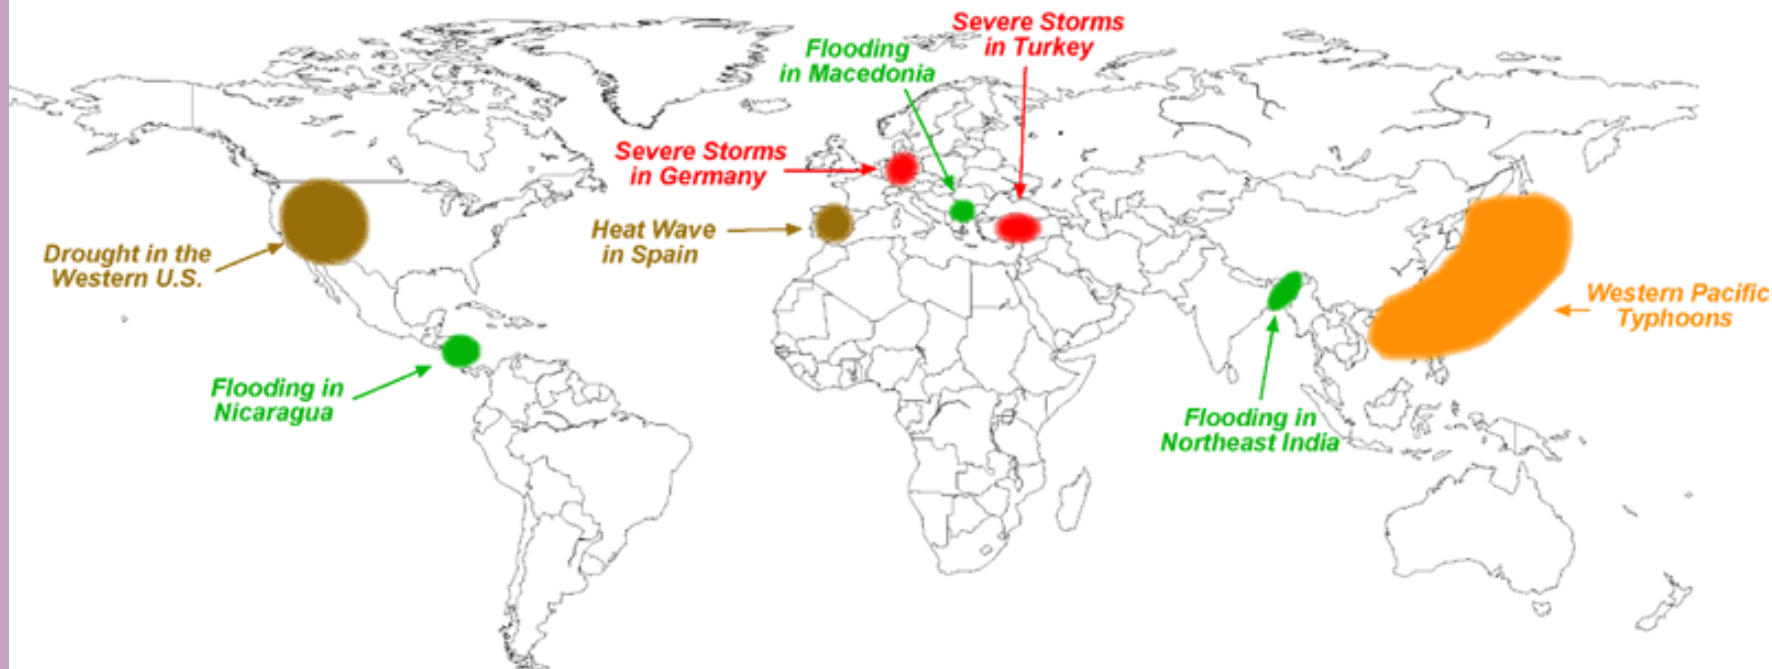 Severe Storms
in Turkey
Flooding
in Macedonia
Severe Storms
in Germany
Heat Wave
in Spain
Drought in the
Western U.S.
Western Pacific
Typhoons
Flooding in
Nicaragua
Flooding in
Northeast India